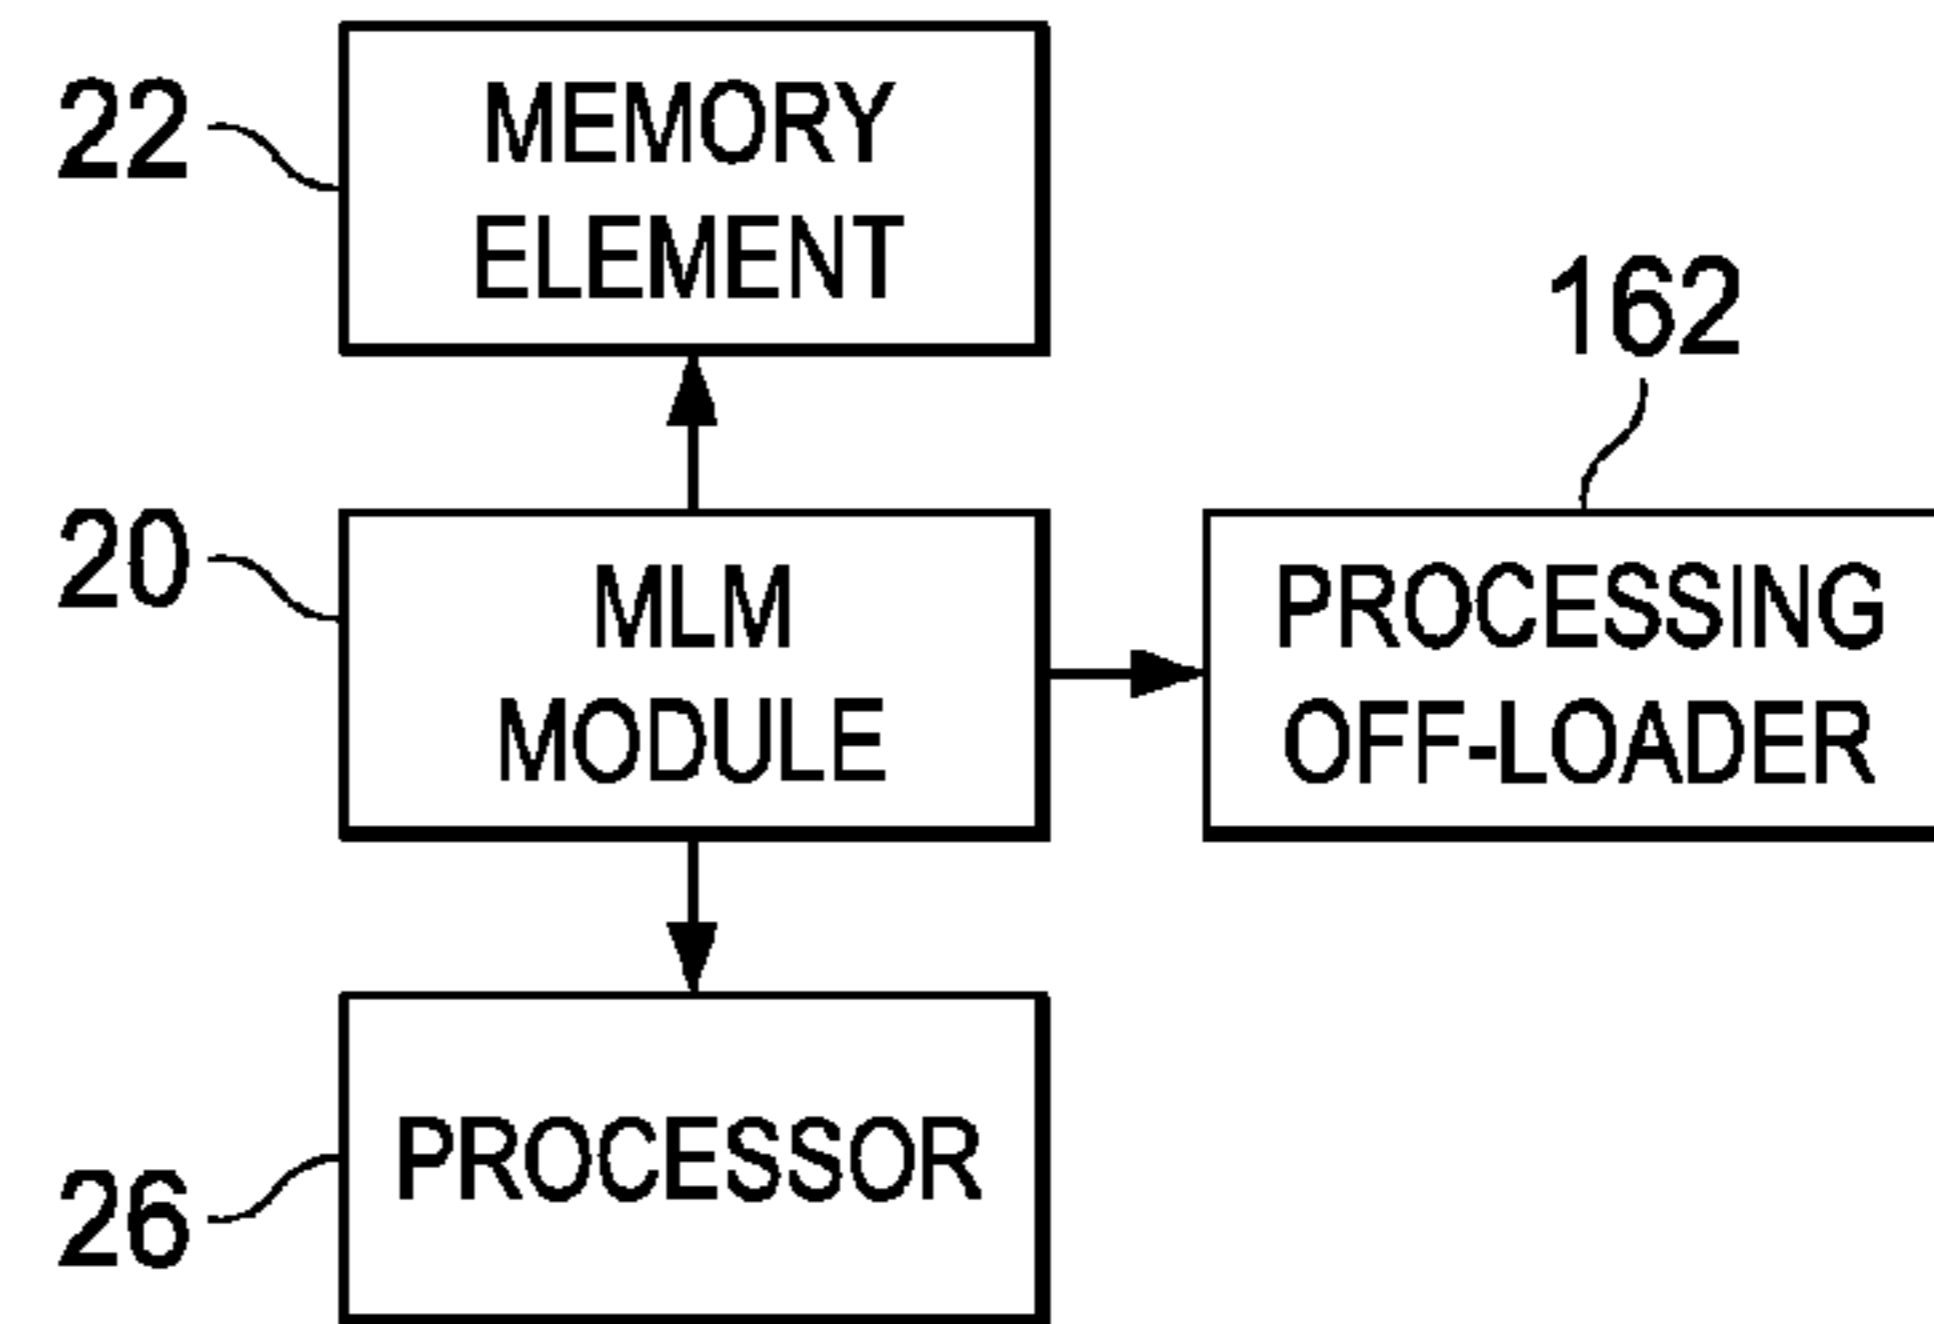 22
MEMORY
ELEMENT
162
20
MLM
MODULE
PROCESSING
OFF-LOADER
26
PROCESSOR